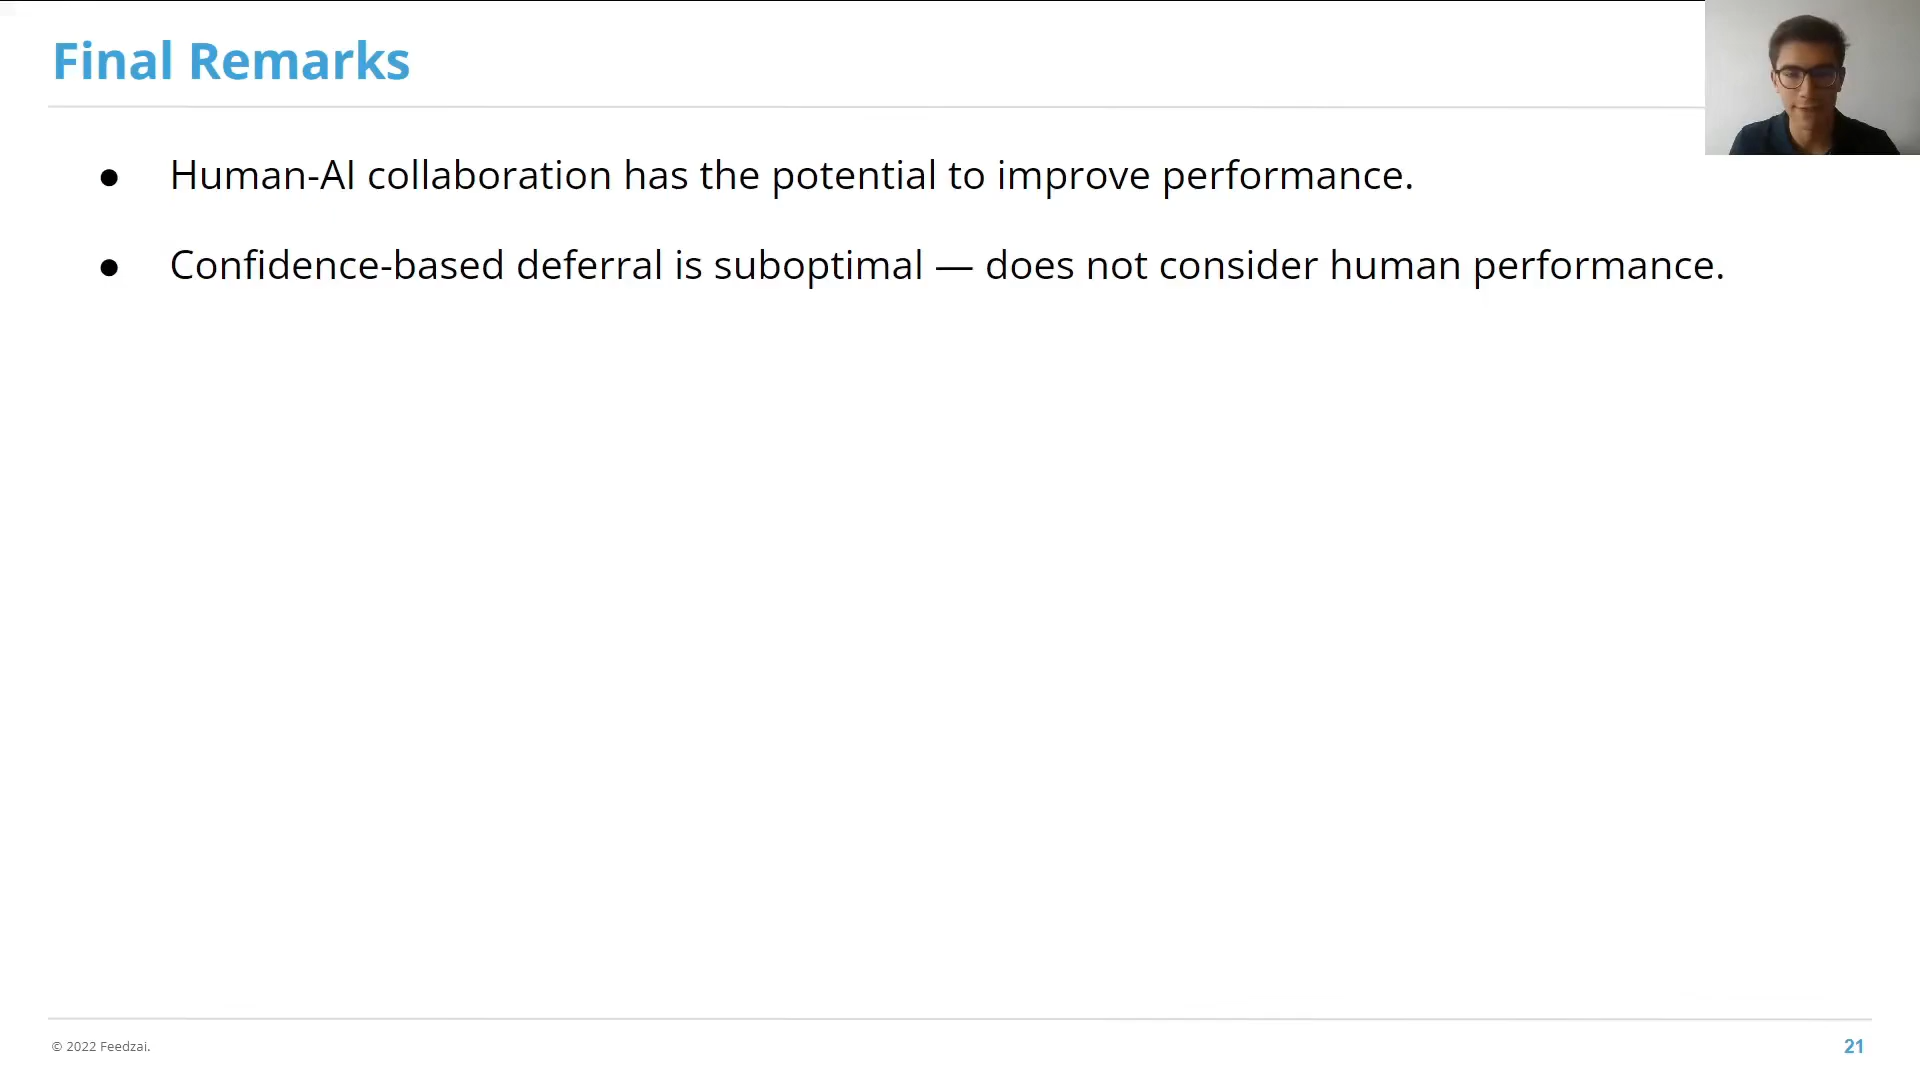 Final Remarks
● Human-AI collaboration has the potential to improve performance.
● Confidence-based deferral is suboptimal — does not consider human performance.
© 2022 Feedzai.
21